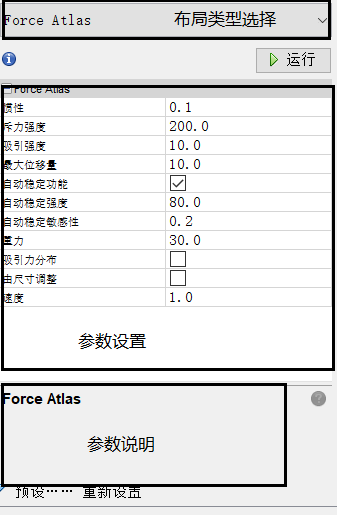 Force Atlas 布局类型选择
运行
Force Atlas
惯性 0.1
斥力强度 200.0
吸引强度 10.0
最大位移量 10.0
自动稳定功能
自动稳定强度 80.0
自动稳定敏感性 0.2
重力 30.0
吸引力分布
由尺寸调整
速度 1.0
参数设置
Force Atlas
参数说明
预设…… 重新设置